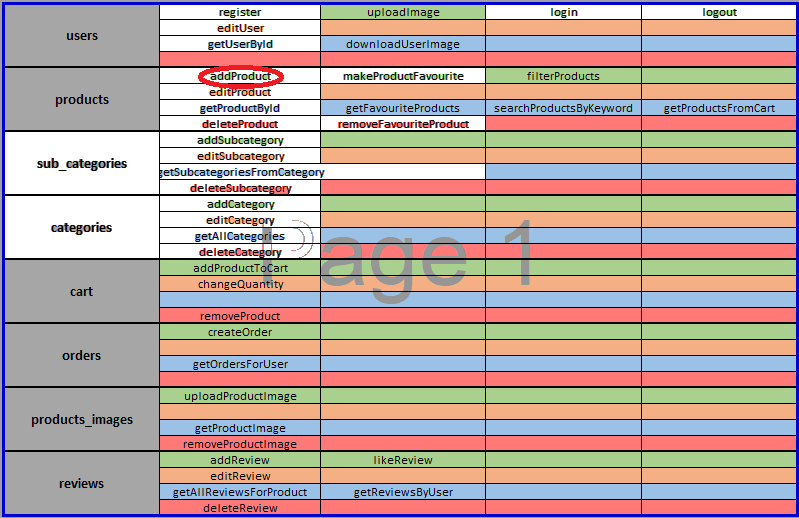 users register uploadImage login logout
editUser
getUserById downloadUserImage
products addProduct makeProductFavourite filterProducts
editProduct
getProductById getFavouriteProducts searchProductsByKeyword getProductsFromCart
deleteProduct removeFavouriteProduct
sub_categories addSubcategory
editSubcategory
getSubcategoriesFromCategory
deleteSubcategory
categories addCategory
editCategory
getAllCategories
deleteCategory
Page 1
cart addProductToCart
changeQuantity
removeProduct
orders createOrder
getOrdersForUser
products_images uploadProductImage
getProductImage
removeProductImage
reviews addReview likeReview
editReview
getAllReviewsForProduct getReviewsByUser
deleteReview